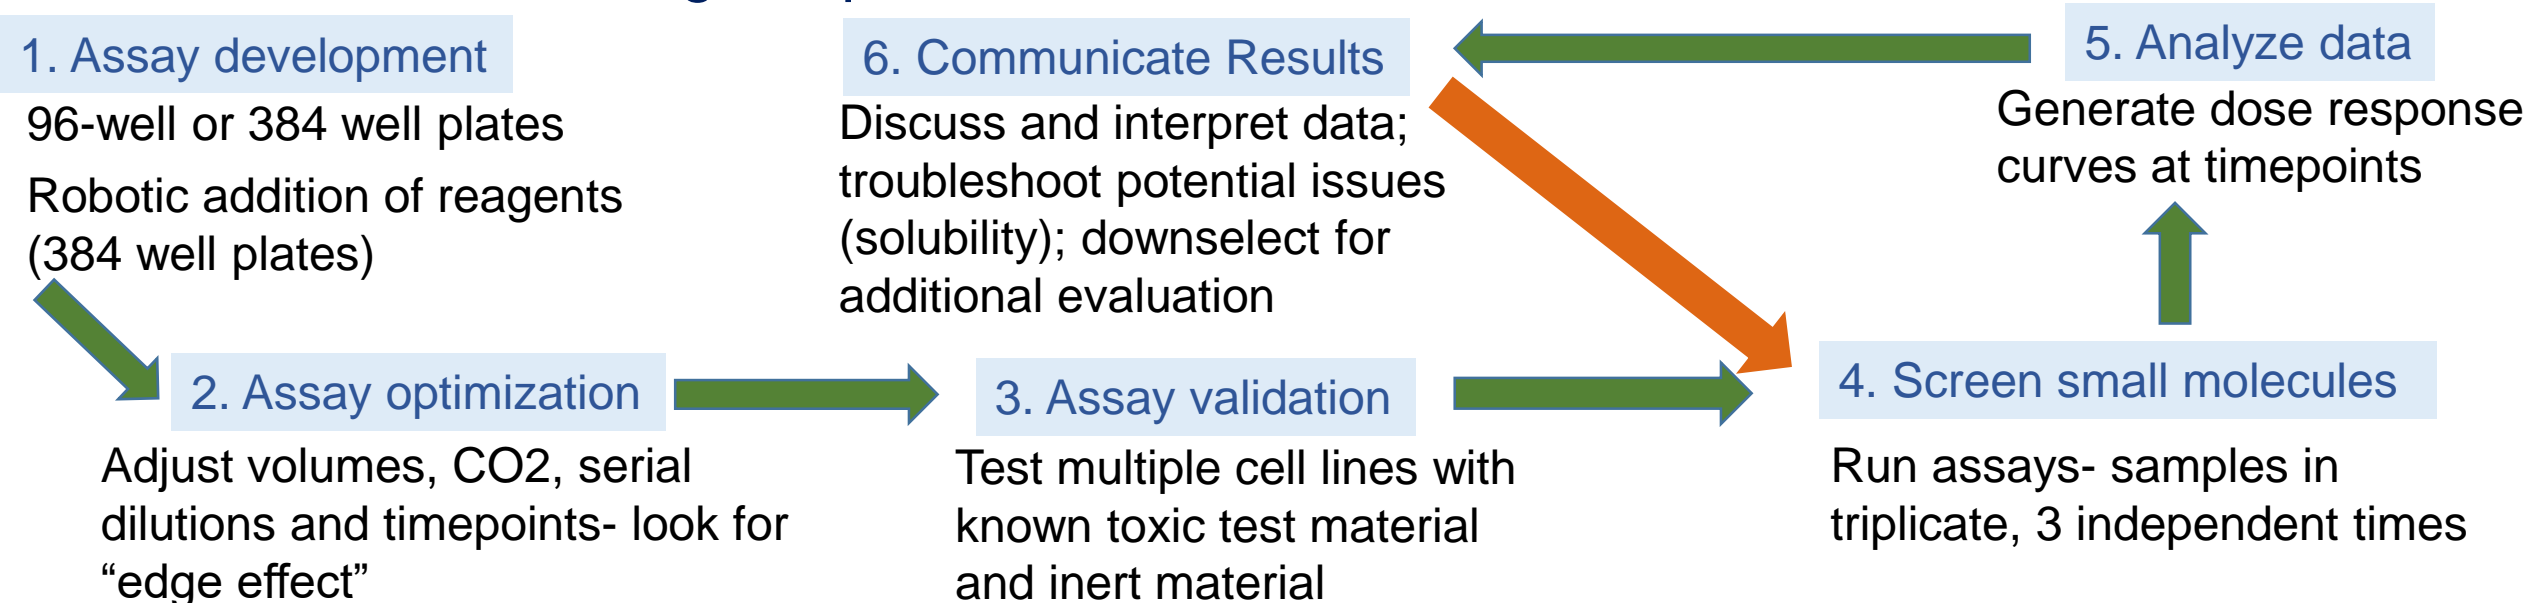 1. Assay development
96-well or 384 well plates
Robotic addition of reagents
(384 well plates)
2. Assay optimization
Adjust volumes, CO2, serial
dilutions and timepoints- look for
“edge effect”
3. Assay validation
Test multiple cell lines with
known toxic test material
and inert material
4. Screen small molecules
Run assays- samples in
triplicate, 3 independent times
5. Analyze data
Generate dose response
curves at timepoints
6. Communicate Results
Discuss and interpret data;
troubleshoot potential issues
(solubility); downselect for
additional evaluation